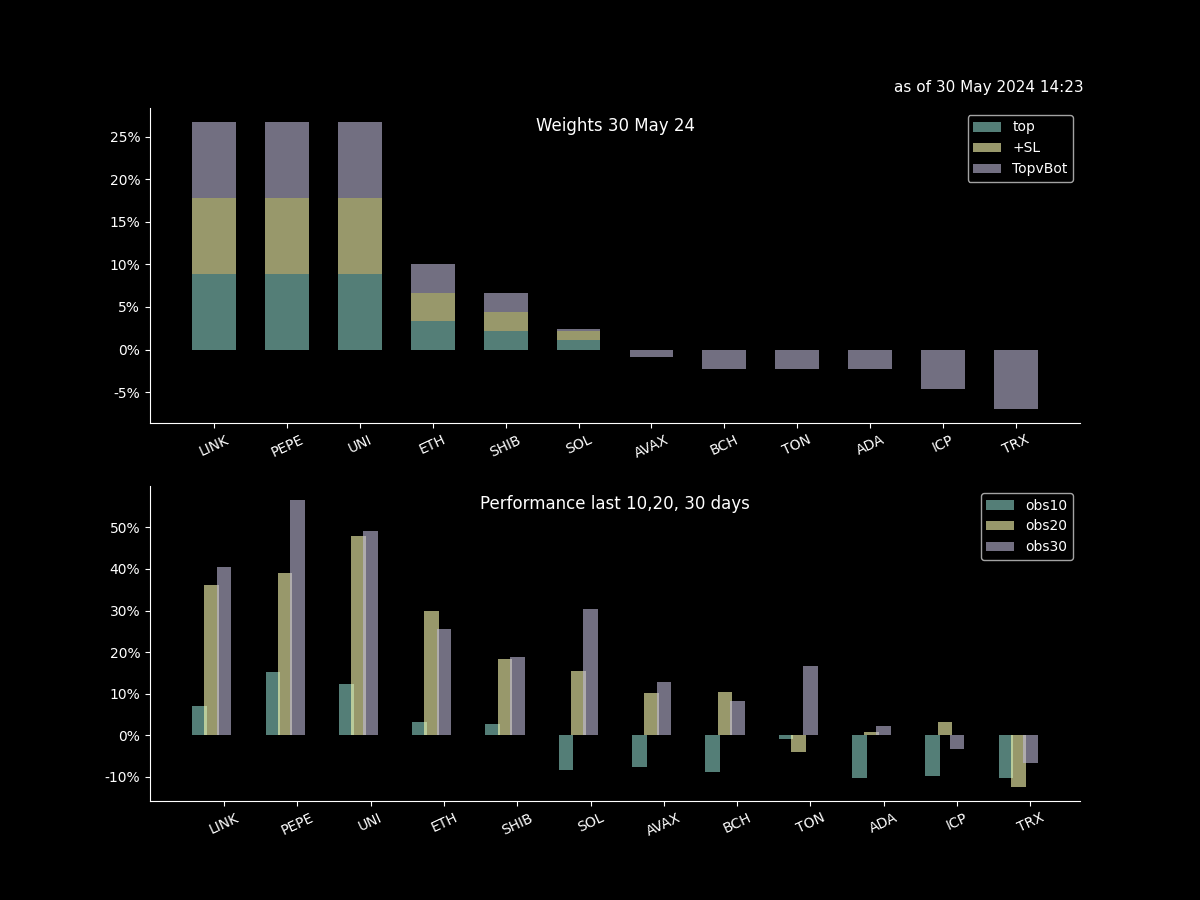 as of 30 May 2024 14:23
Weights 30 May 24
top
+SL
TopvBot
25%
20%
15%
10%
5%
0%
-5%
LINK PEPE UNI ETH SHIB SOL AVAX BCH TON ADA ICP TRX
Performance last 10,20, 30 days
obs10
obs20
obs30
50%
40%
30%
20%
10%
0%
-10%
LINK PEPE UNI ETH SHIB SOL AVAX BCH TON ADA ICP TRX